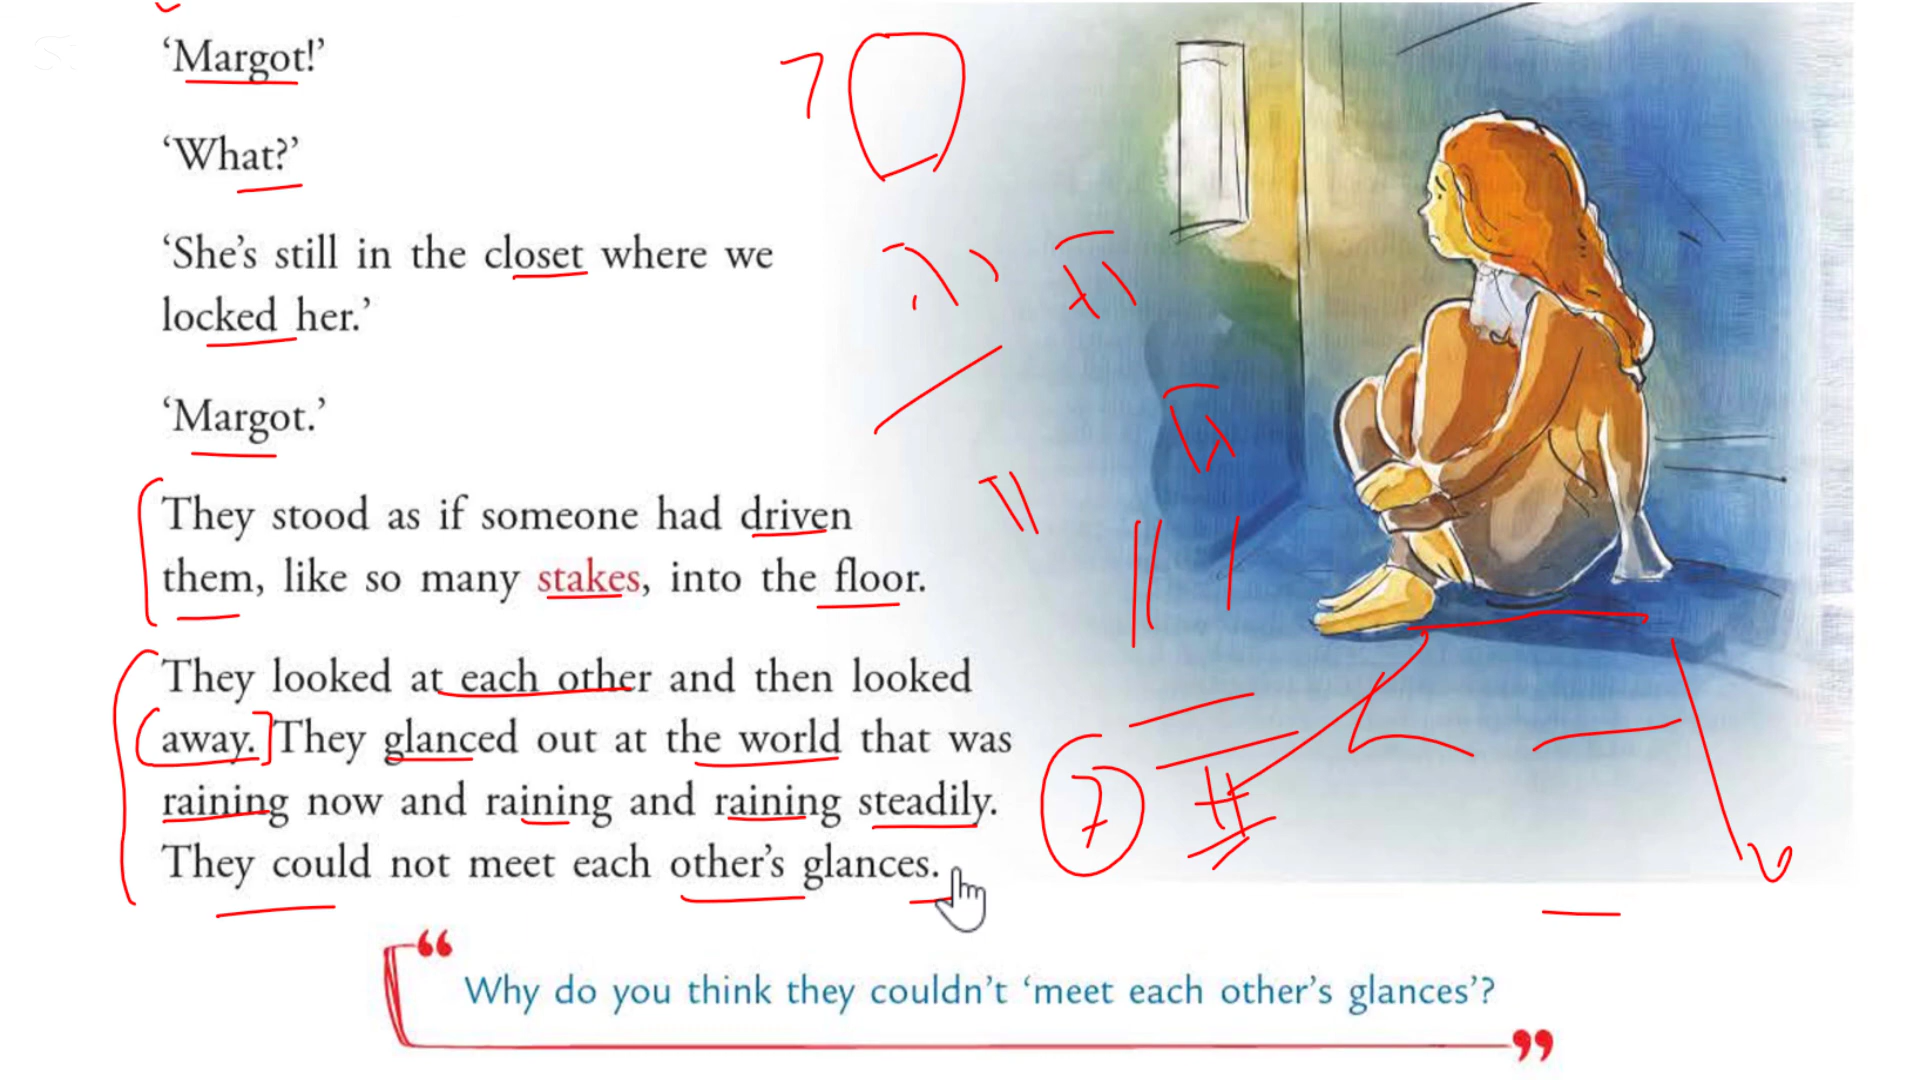 ‘Margot!’
‘What?’
‘She’s still in the closet where we
locked her.’
‘Margot.’
They stood as if someone had driven
them, like so many stakes, into the floor.
They looked at each other and then looked
away. They glanced out at the world that was
raining now and raining and raining steadily.
They could not meet each other’s glances.
7
“
Why do you think they couldn’t ‘meet each other’s glances’?
”